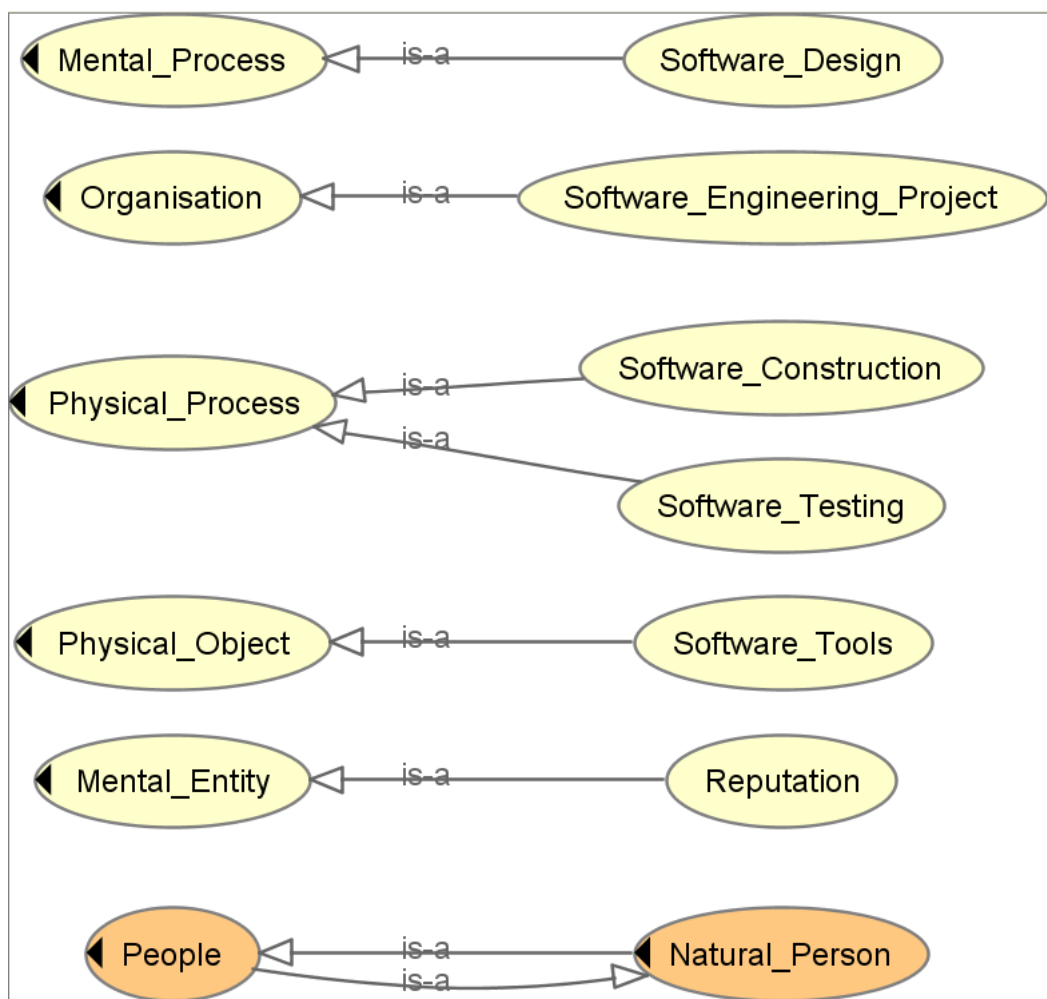 Mental_Process is-a Software_Design
Organisation is-a Software_Engineering_Project
Software_Construction
Physical_Process is-a
is-a
Software_Testing
Physical_Object is-a Software_Tools
Mental_Entity is-a Reputation
People is-a Natural_Person
is-a